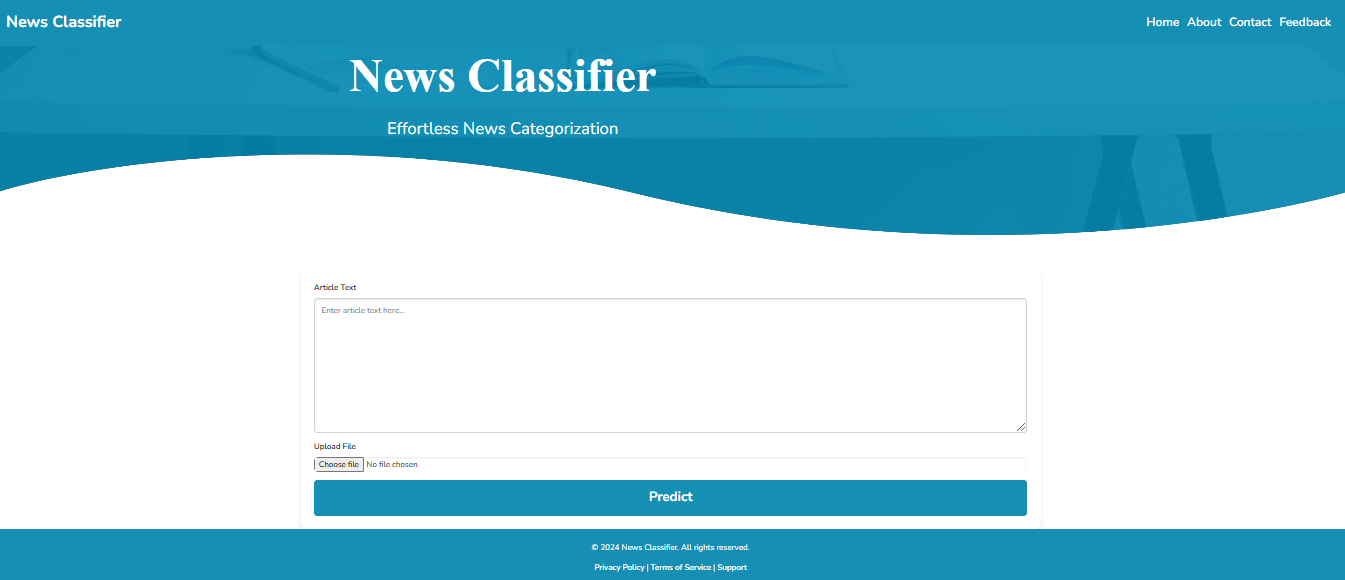 News Classifier
Home About Contact Feedback
News Classifier
Effortless News Categorization
Article Text
Enter article text here...
Upload File
Choose file No file chosen
Predict
© 2024 News Classifier. All rights reserved.
Privacy Policy | Terms of Service | Support